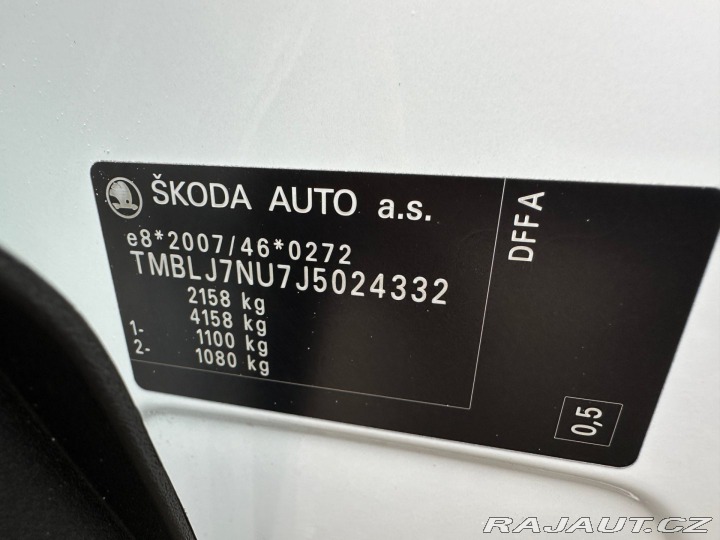 ŠKODA AUTO a.s.
e8*2007/46*0272
TMBLJ7NU7J5024332
2158 kg
4158 kg
1- 1100 kg
2- 1080 kg
DFFA
0,5
RAJAUT.CZ